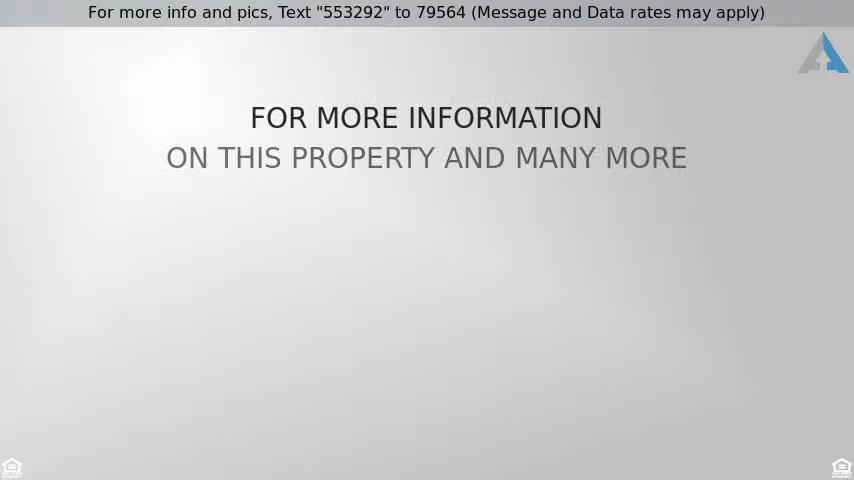 For more info and pics, Text "553292" to 79564 (Message and Data rates may apply)
FOR MORE INFORMATION
ON THIS PROPERTY AND MANY MORE